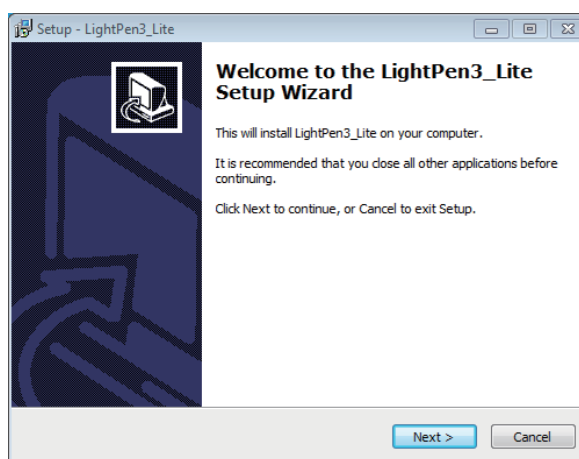 Setup - LightPen3_Lite
Welcome to the LightPen3_Lite
Setup Wizard
This will install LightPen3_Lite on your computer.
It is recommended that you close all other applications before
continuing.
Click Next to continue, or Cancel to exit Setup.
Next >
Cancel